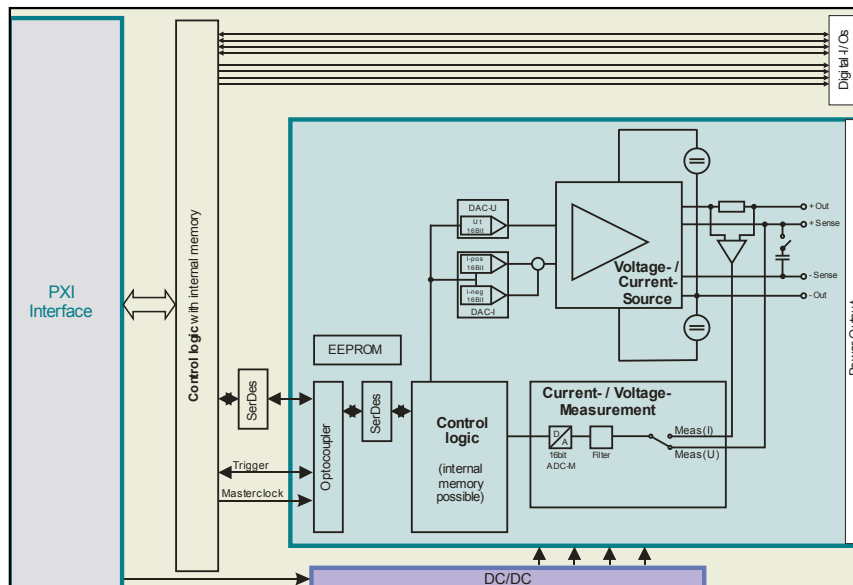 Digital-I/Os
DAC-U
U t
16Bit
I-pos
16Bit
I-neg
16Bit
DAC-I
Voltage- /
Current-
Source
+ Out
+ Sense
- Sense
- Out
PXI
Interface
Control logic with internal memory
EEPROM
SerDes
Optocoupler
SerDes
Trigger
Masterclock
Control
logic
(internal
memory
possible)
Current- / Voltage-
Measurement
D
A
16bit
ADC-M
Filter
Meas(I)
Meas(U)
Power Output
DC/DC